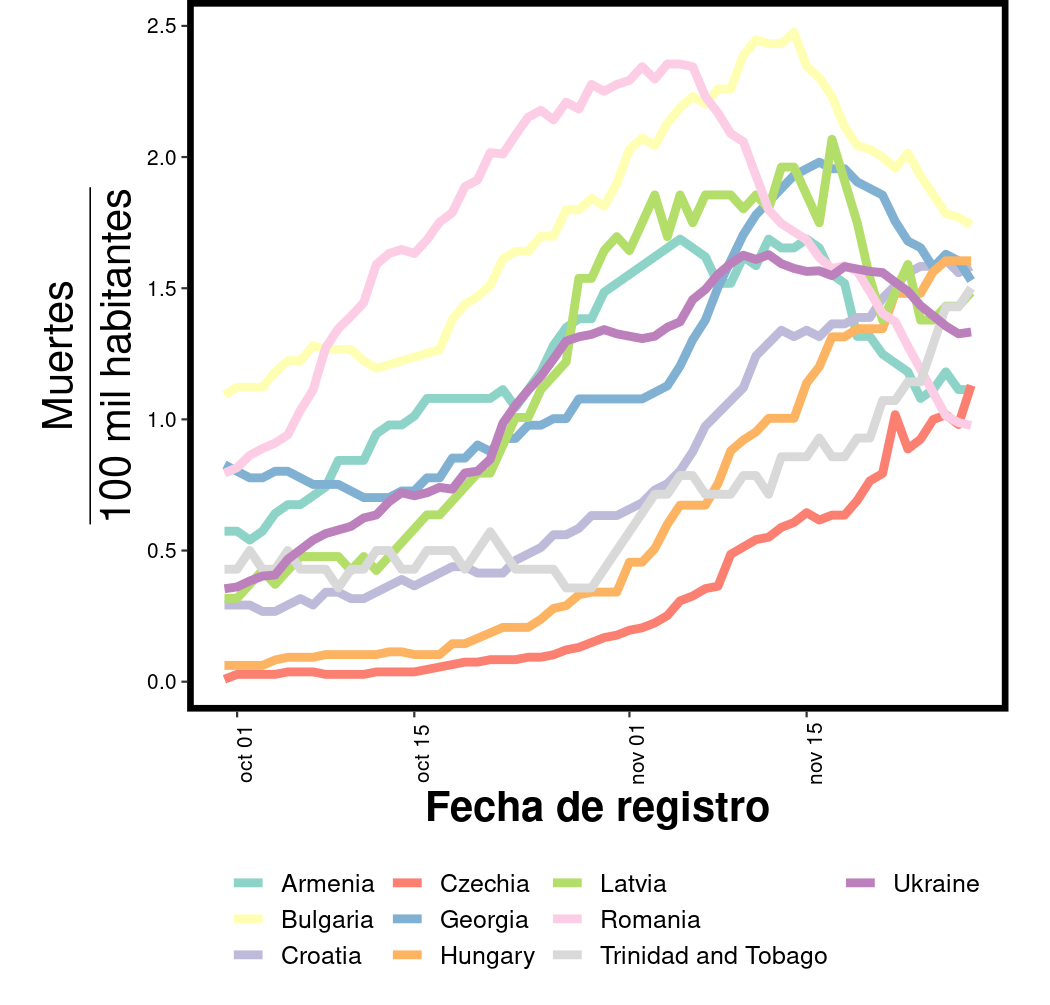 Muertes
100 mil habitantes
2.5
2.0
1.5
1.0
0.5
0.0
oct 01
oct 15
nov 01
nov 15
Fecha de registro
Armenia
Czechia
Latvia
Ukraine
Bulgaria
Georgia
Romania
Croatia
Hungary
Trinidad and Tobago